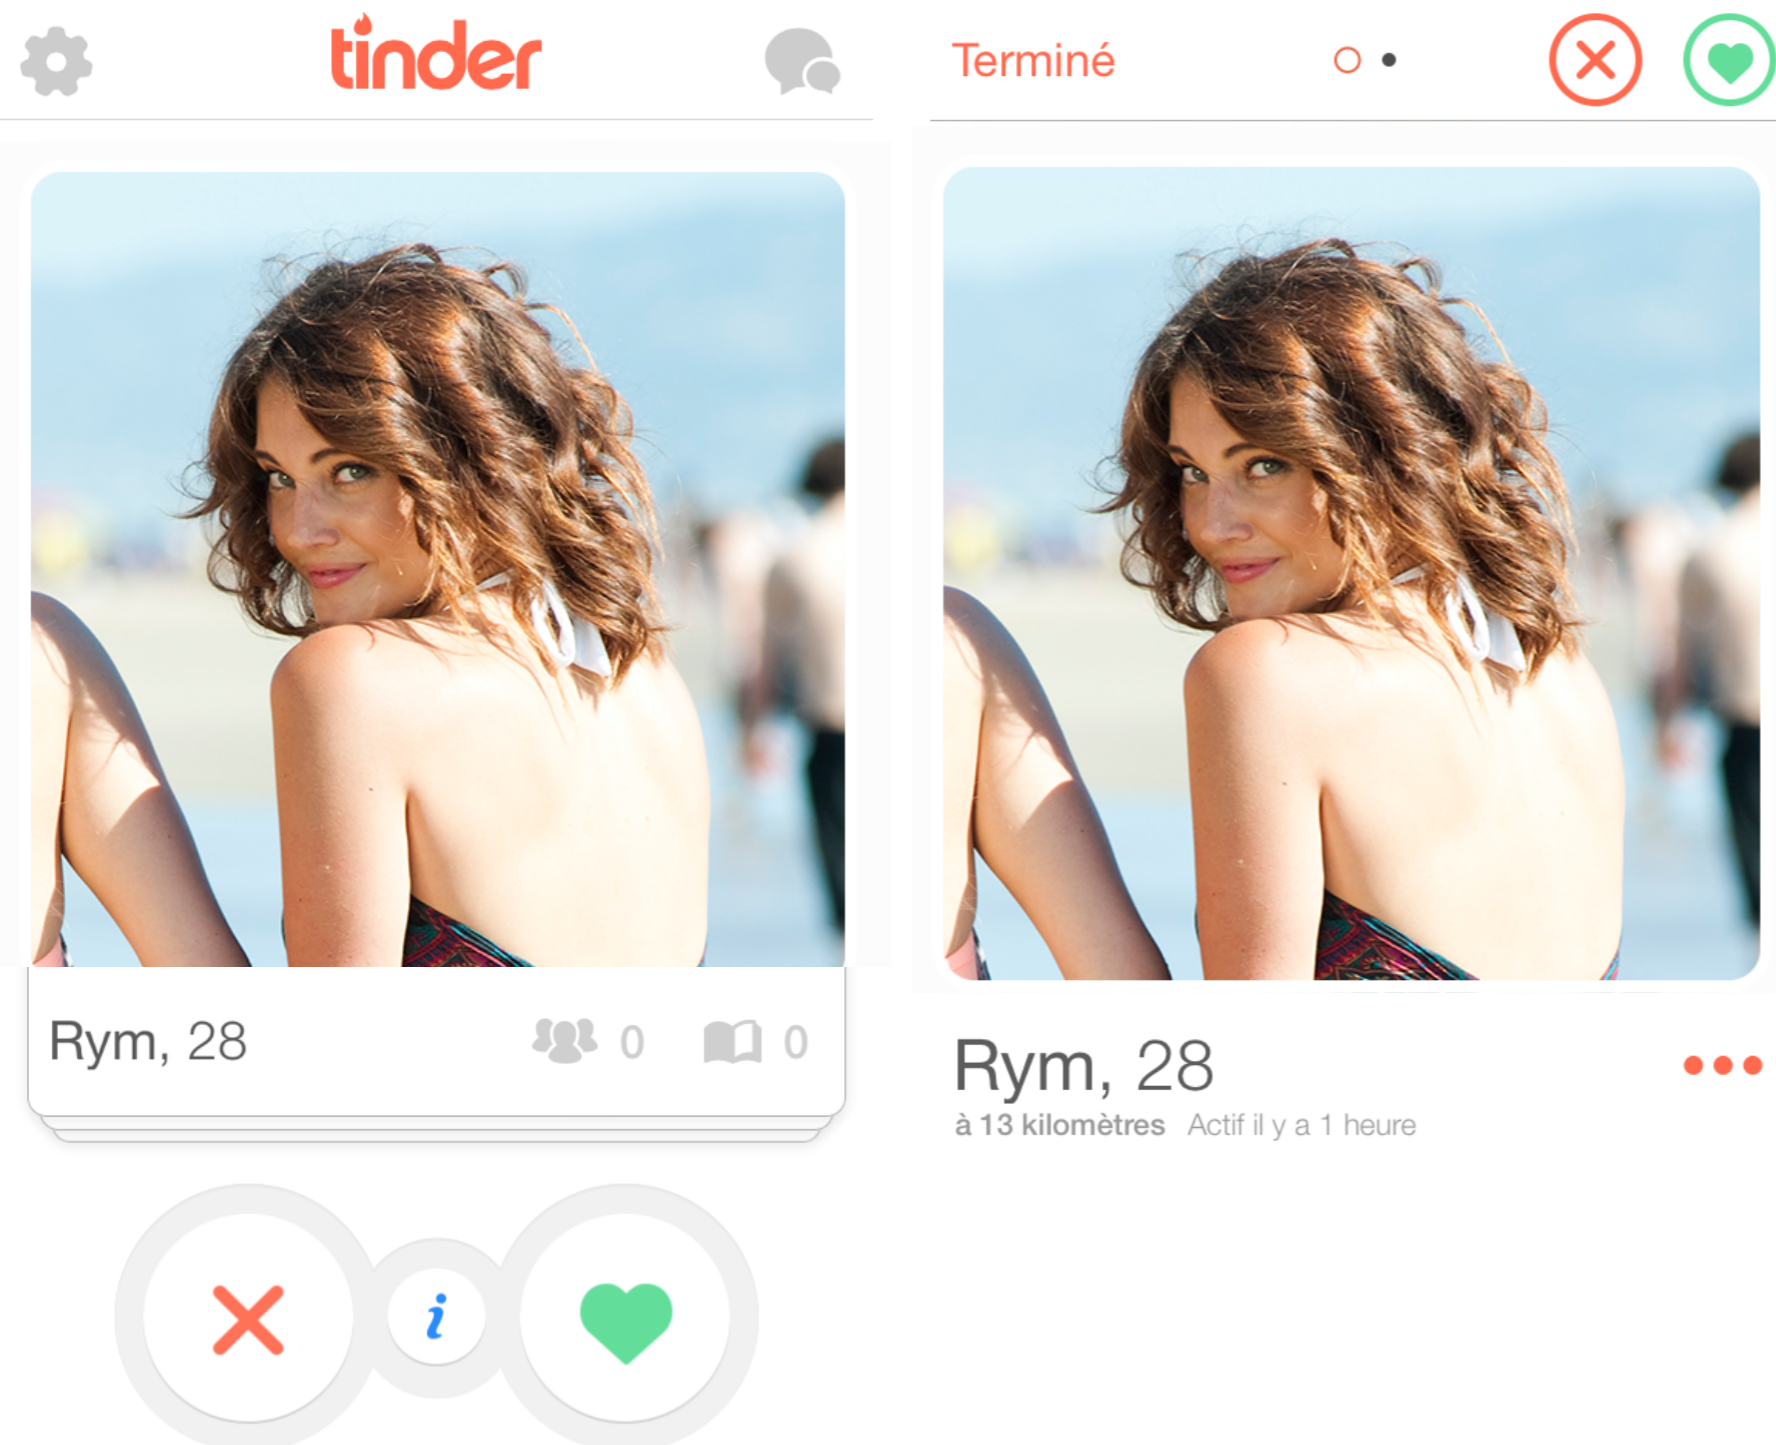 tinder
Rym, 28
0 0
i
Terminé
Rym, 28
à 13 kilomètres Actif il y a 1 heure